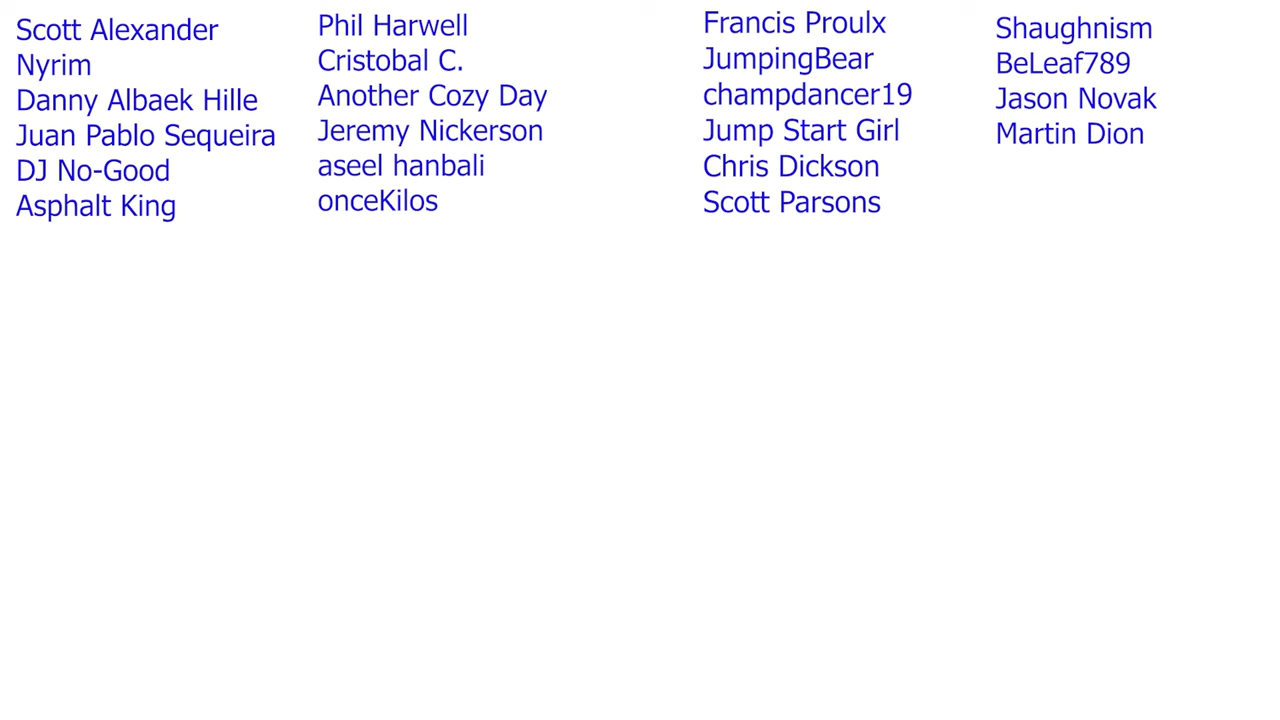 Scott Alexander
Nyrim
Danny Albaek Hille
Juan Pablo Sequeira
DJ No-Good
Asphalt King
Phil Harwell
Cristobal C.
Another Cozy Day
Jeremy Nickerson
aseel hanbali
onceKilos
Francis Proulx
JumpingBear
champdancer19
Jump Start Girl
Chris Dickson
Scott Parsons
Shaughnism
BeLeaf789
Jason Novak
Martin Dion